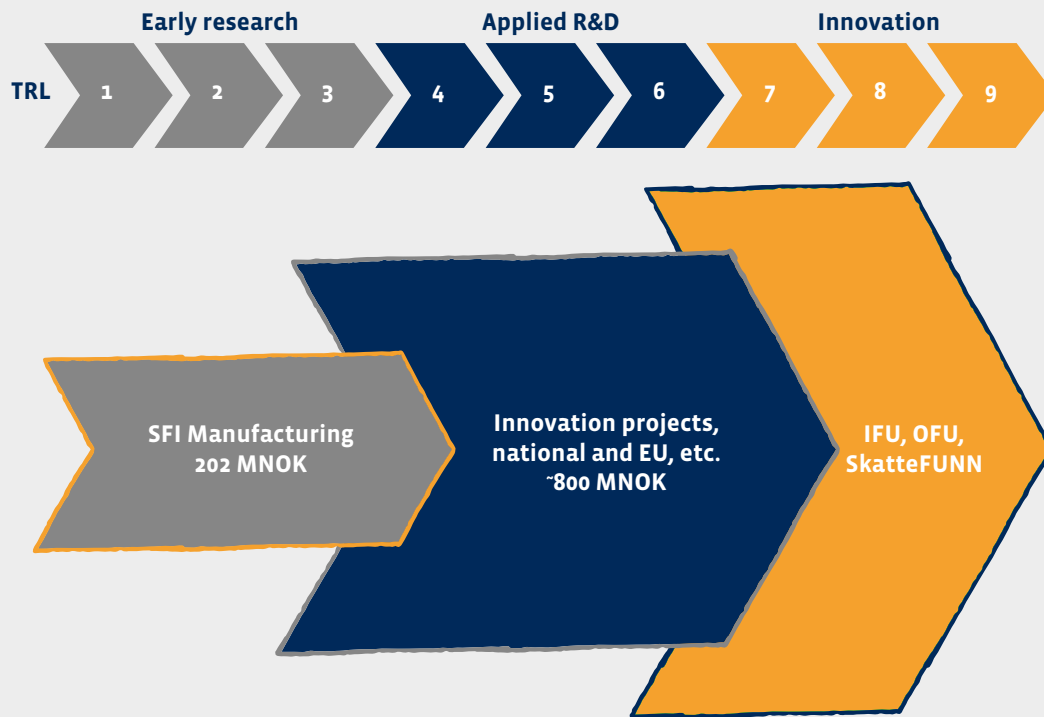 Early research
Applied R&D
Innovation
TRL 1 2 3 4 5 6 7 8 9
SFI Manufacturing
202 MNOK
Innovation projects,
national and EU, etc.
~800 MNOK
IFU, OFU,
SkatteFUNN